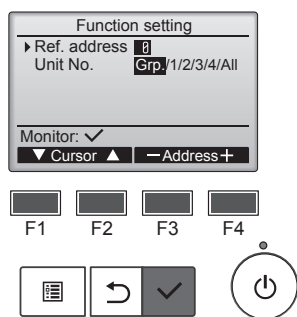 Function setting
Ref. address 0
Unit No. Grp./1/2/3/4/All
Monitor: ✓
▼ Cursor ▲ −Address+
F1 F2 F3 F4